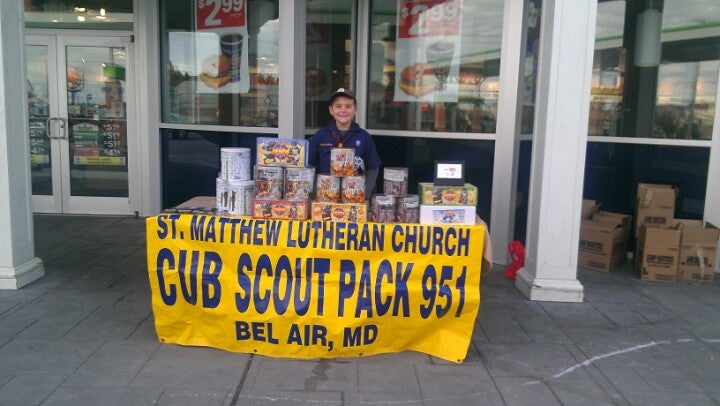 $2.99
$2.99
ST. MATTHEW LUTHERAN CHURCH
CUB SCOUT PACK 951
BEL AIR, MD